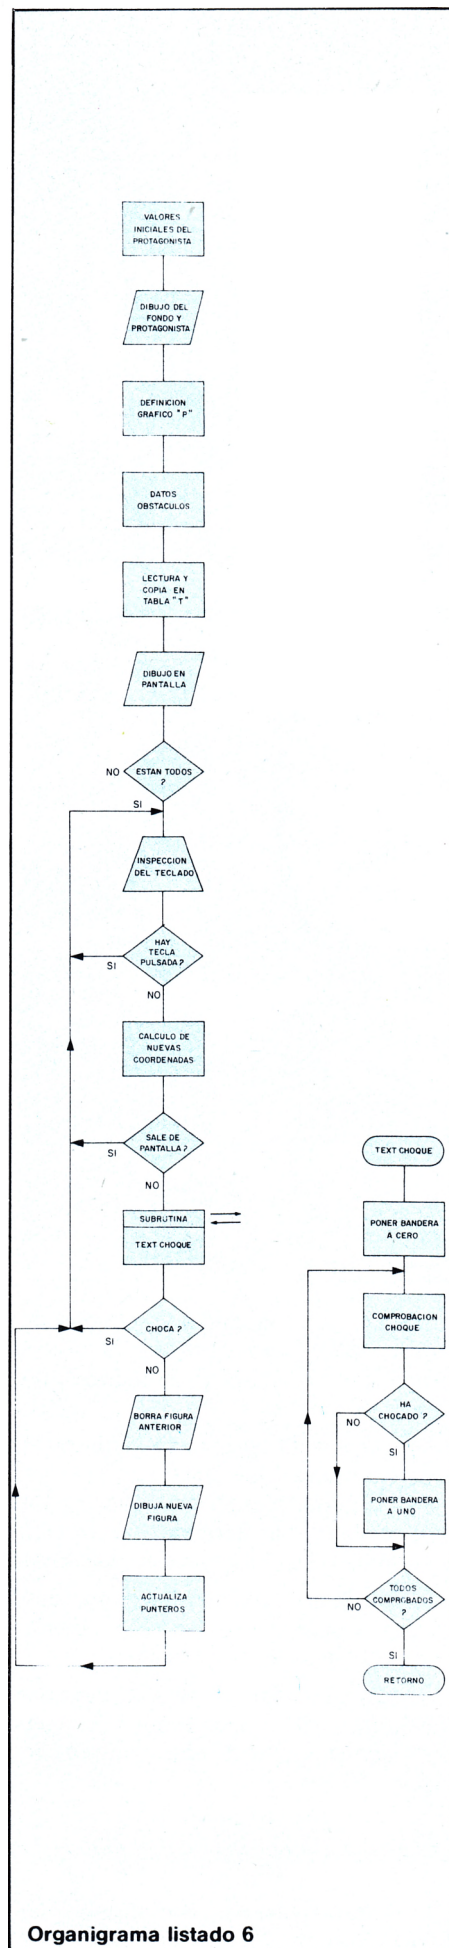 VALORES
INICIALES DEL
PROTAGONISTA
DIBUJO DEL
FONDO Y
PROTAGONISTA
DEFINICION
GRAFICO "P"
DATOS
OBSTACULOS
LECTURA Y
COPIA EN
TABLA "T"
DIBUJO EN
PANTALLA
NO
ESTAN TODOS
?
SI
INSPECCION
DEL TECLADO
HAY
TECLA
PULSADA?
SI
NO
CALCULO DE
NUEVAS
COORDENADAS
SALE DE
PANTALLA?
SI
NO
SUBRUTINA
TEXT CHOQUE
CHOCA ?
SI
NO
BORRA FIGURA
ANTERIOR
DIBUJA NUEVA
FIGURA
ACTUALIZA
PUNTEROS
TEXT CHOQUE
PONER BANDERA
A CERO
COMPROBACION
CHOQUE
HA
CHOCADO ?
NO
SI
PONER BANDERA
A UNO
TODOS
COMPROBADOS
?
NO
SI
RETORNO
Organigrama listado 6